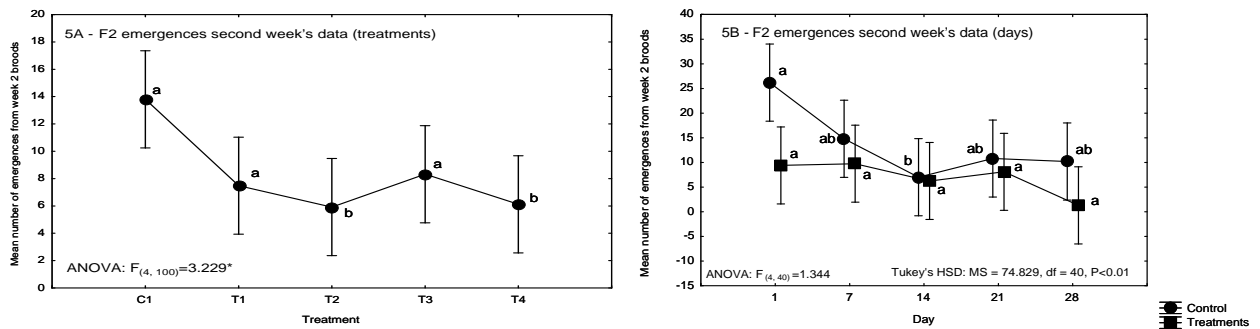 5A - F2 emergences second week's data (treatments)
Mean number of emergences from week 2 broods
20
18
16
14
12
10
8
6
4
2
0
a
a
b
a
b
ANOVA: F(4, 100)=3.229*
C1 T1 T2 T3 T4
Treatment
5B - F2 emergences second week's data (days)
Mean number of emergences from week 2 broods
40
35
30
25
20
15
10
5
0
-5
-10
-15
a
ab
b
ab
ab
a
a
a
a
a
ANOVA: F(4, 40)=1.344
Tukey's HSD: MS = 74.829, df = 40, P<0.01
1 7 14 21 28
Day
Control
Treatments